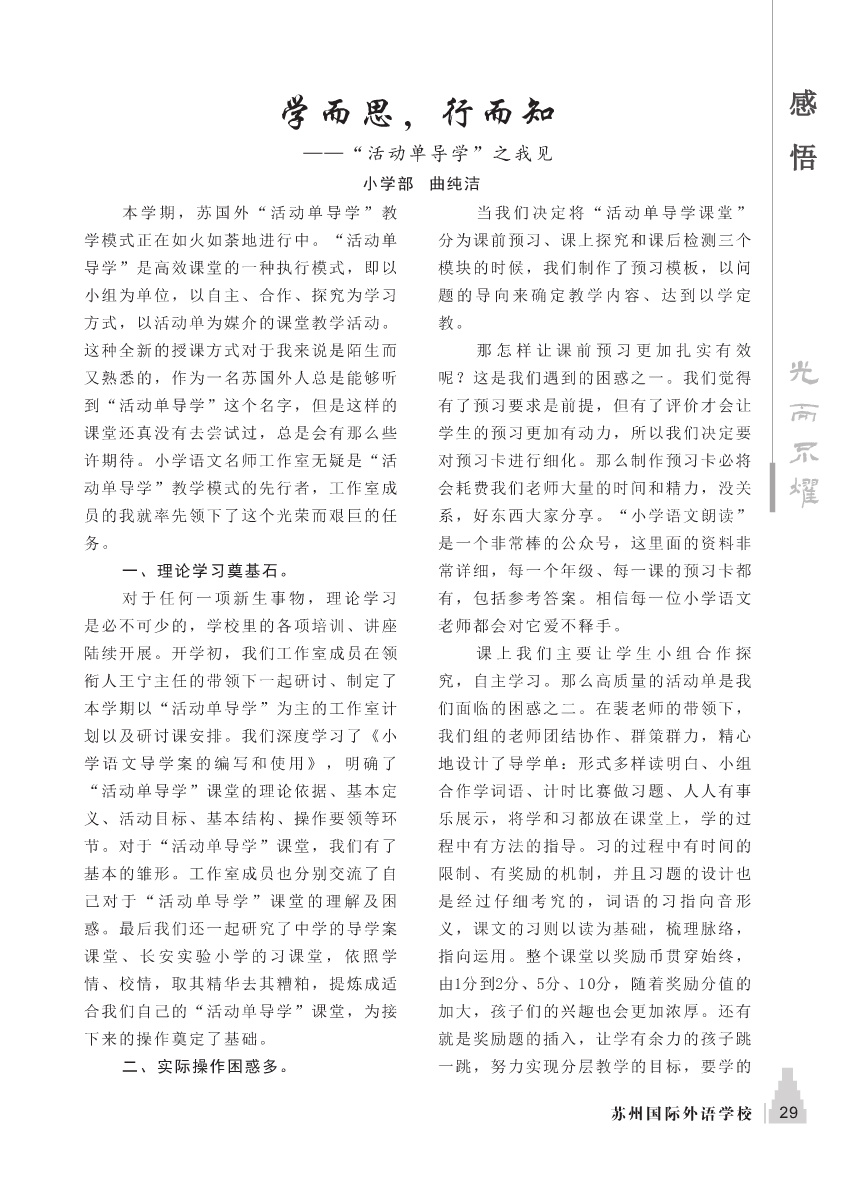 学而思，行而知
——“活动单导学”之我见
小学部　曲纯洁
本学期，苏国外“活动单导学”教
学模式正在如火如荼地进行中。“活动单
导学”是高效课堂的一种执行模式，即以
小组为单位，以自主、合作、探究为学习
方式，以活动单为媒介的课堂教学活动。
这种全新的授课方式对于我来说是陌生而
又熟悉的，作为一名苏国外人总是能够听
到“活动单导学”这个名字，但是这样的
课堂还真没有去尝试过，总是会有那么些
许期待。小学语文名师工作室无疑是“活
动单导学”教学模式的先行者，工作室成
员的我就率先领下了这个光荣而艰巨的任
务。
一、理论学习奠基石。
对于任何一项新生事物，理论学习
是必不可少的，学校里的各项培训、讲座
陆续开展。开学初，我们工作室成员在领
衔人王宁主任的带领下一起研讨、制定了
本学期以“活动单导学”为主的工作室计
划以及研讨课安排。我们深度学习了《小
学语文导学案的编写和使用》，明确了
“活动单导学”课堂的理论依据、基本定
义、活动目标、基本结构、操作要领等环
节。对于“活动单导学”课堂，我们有了
基本的雏形。工作室成员也分别交流了自
己对于“活动单导学”课堂的理解及困
惑。最后我们还一起研究了中学的导学案
课堂、长安实验小学的习课堂，依照学
情、校情，取其精华去其糟粕，提炼成适
合我们自己的“活动单导学”课堂，为接
下来的操作奠定了基础。
二、实际操作困惑多。
当我们决定将“活动单导学课堂”
分为课前预习、课上探究和课后检测三个
模块的时候，我们制作了预习模板，以问
题的导向来确定教学内容、达到以学定
教。
那怎样让课前预习更加扎实有效
呢？这是我们遇到的困惑之一。我们觉得
有了预习要求是前提，但有了评价才会让
学生的预习更加有动力，所以我们决定要
对预习卡进行细化。那么制作预习卡必将
会耗费我们老师大量的时间和精力，没关
系，好东西大家分享。“小学语文朗读”
是一个非常棒的公众号，这里面的资料非
常详细，每一个年级、每一课的预习卡都
有，包括参考答案。相信每一位小学语文
老师都会对它爱不释手。
课上我们主要让学生小组合作探
究，自主学习。那么高质量的活动单是我
们面临的困惑之二。在裴老师的带领下，
我们组的老师团结协作、群策群力，精心
地设计了导学单：形式多样读明白、小组
合作学词语、计时比赛做习题、人人有事
乐展示，将学和习都放在课堂上，学的过
程中有方法的指导。习的过程中有时间的
限制、有奖励的机制，并且习题的设计也
是经过仔细考究的，词语的习指向音形
义，课文的习则以读为基础，梳理脉络，
指向运用。整个课堂以奖励币贯穿始终，
由1分到2分、5分、10分，随着奖励分值的
加大，孩子们的兴趣也会更加浓厚。还有
就是奖励题的插入，让学有余力的孩子跳
一跳，努力实现分层教学的目标，要学的
感悟
光而不耀
苏州国际外语学校
29